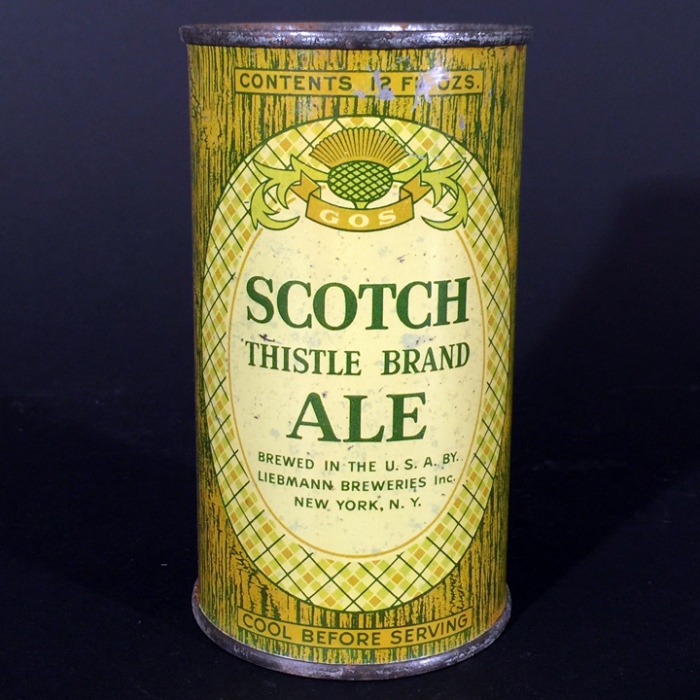 CONTENTS 12 FL. OZS.
GOS
SCOTCH
THISTLE BRAND
ALE
BREWED IN THE U. S. A. BY.
LIEBMANN BREWERIES Inc.
NEW YORK, N. Y.
COOL BEFORE SERVING